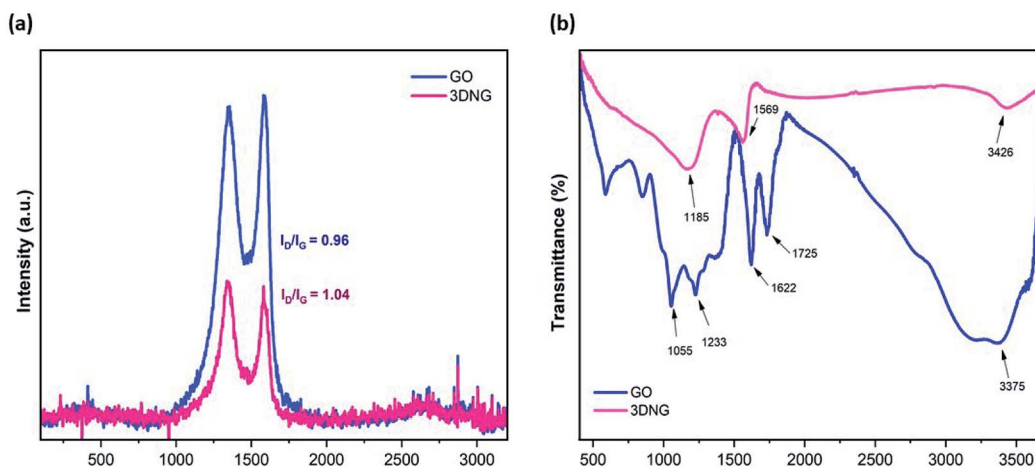 (a)
(b)
GO
3DNG
I_D/I_G = 0.96
I_D/I_G = 1.04
Intensity (a.u.)
500 1000 1500 2000 2500 3000
1569
3426
1185
1725
1622
1055
1233
3375
GO
3DNG
Transmittance (%)
500 1000 1500 2000 2500 3000 3500